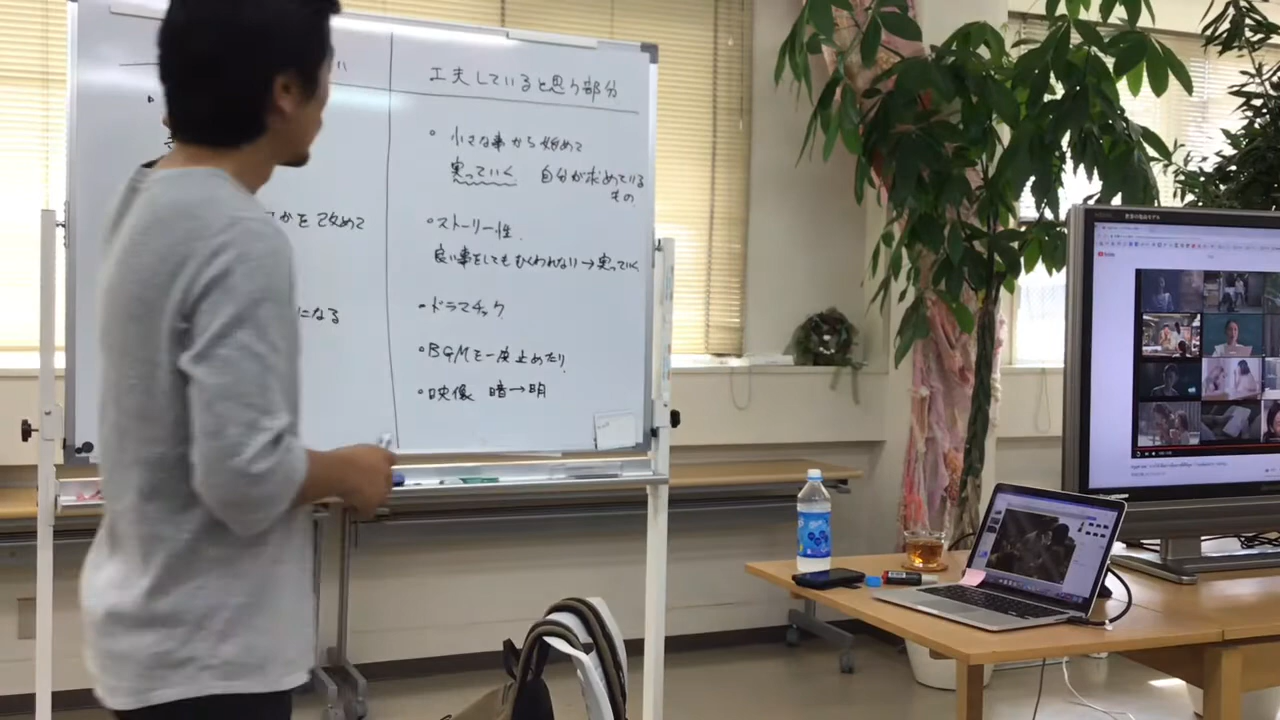 工夫していると思う部分
。小さな事から始めて
実っていく 自分が求めている
もの
かを改めて
。ストーリー性.
良い事をしてもむくわれない→実っていく
になる
・ドラマチック
。BGMを一度止めたり
。映像 暗→明